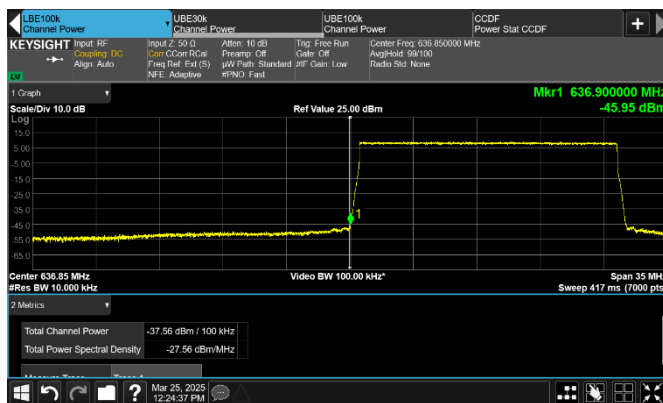 LBE100k
Channel Power
UBE30k
Channel Power
UBE100k
Channel Power
CCDF
Power Stat CCDF
+
KEYSIGHT
Input: RF
Coupling: DC
Align: Auto
Input Z: 50 Ω
Corr CCorr RCal
Freq Ref: Ext (S)
NFE: Adaptive
Atten: 10 dB
Preamp: Off
µW Path: Standard
#PNO: Fast
Trig: Free Run
Gate: Off
#IF Gain: Low
Center Freq: 636.850000 MHz
Avg|Hold: 99/100
Radio Std: None
1 Graph
Mkr1 636.900000 MHz
-45.95 dBm
Scale/Div 10.0 dB
Ref Value 25.00 dBm
Log
15.0
5.00
-5.00
-15.0
-25.0
-35.0
-45.0
-55.0
-65.0
1
Center 636.85 MHz
#Res BW 10.000 kHz
Video BW 100.00 kHz*
Span 35 MHz
Sweep 417 ms (7000 pts
2 Metrics
Total Channel Power -37.56 dBm / 100 kHz
Total Power Spectral Density -27.56 dBm/MHz
?
Mar 25, 2025
12:24:37 PM